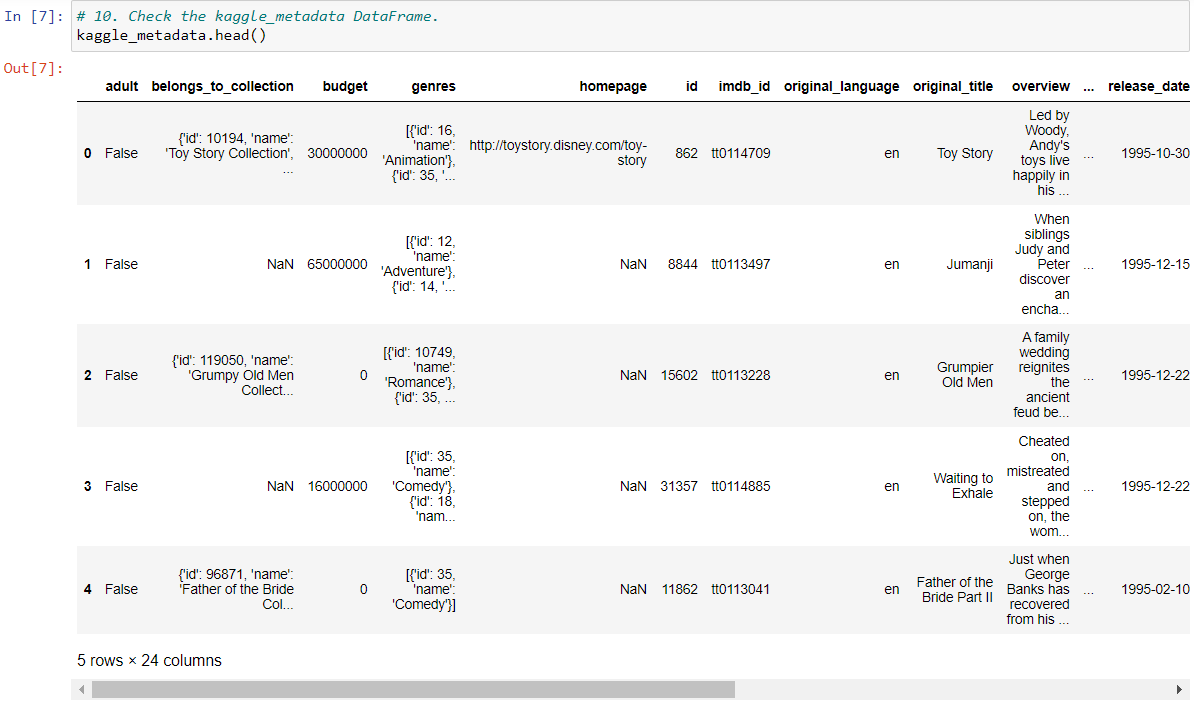 In [7]: # 10. Check the kaggle_metadata DataFrame.
kaggle_metadata.head()
Out[7]:
adult belongs_to_collection budget genres homepage id imdb_id original_language original_title overview ... release_date
0 False {'id': 10194, 'name': 'Toy Story Collection', ... 30000000 [{'id': 16, 'name': 'Animation'}, {'id': 35, '... http://toystory.disney.com/toy-story 862 tt0114709 en Toy Story Led by Woody, Andy's toys live happily in his ... ... 1995-10-30
1 False NaN 65000000 [{'id': 12, 'name': 'Adventure'}, {'id': 14, '... NaN 8844 tt0113497 en Jumanji When siblings Judy and Peter discover an encha... ... 1995-12-15
2 False {'id': 119050, 'name': 'Grumpy Old Men Collect... 0 [{'id': 10749, 'name': 'Romance'}, {'id': 35, ... NaN 15602 tt0113228 en Grumpier Old Men A family wedding reignites the ancient feud be... ... 1995-12-22
3 False NaN 16000000 [{'id': 35, 'name': 'Comedy'}, {'id': 18, 'nam... NaN 31357 tt0114885 en Waiting to Exhale Cheated on, mistreated and stepped on, the wom... ... 1995-12-22
4 False {'id': 96871, 'name': 'Father of the Bride Col... 0 [{'id': 35, 'name': 'Comedy'}] NaN 11862 tt0113041 en Father of the Bride Part II Just when George Banks has recovered from his ... ... 1995-02-10
5 rows × 24 columns